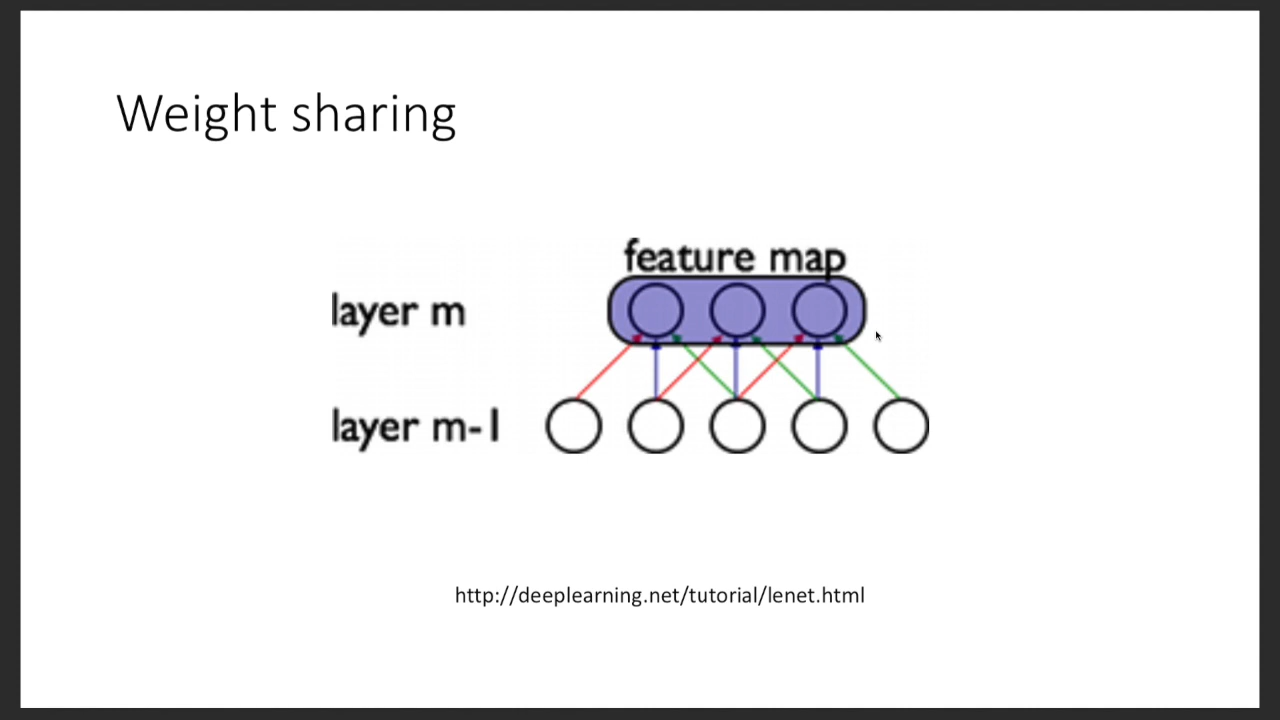 Weight sharing
feature map
layer m
layer m-1
http://deeplearning.net/tutorial/lenet.html